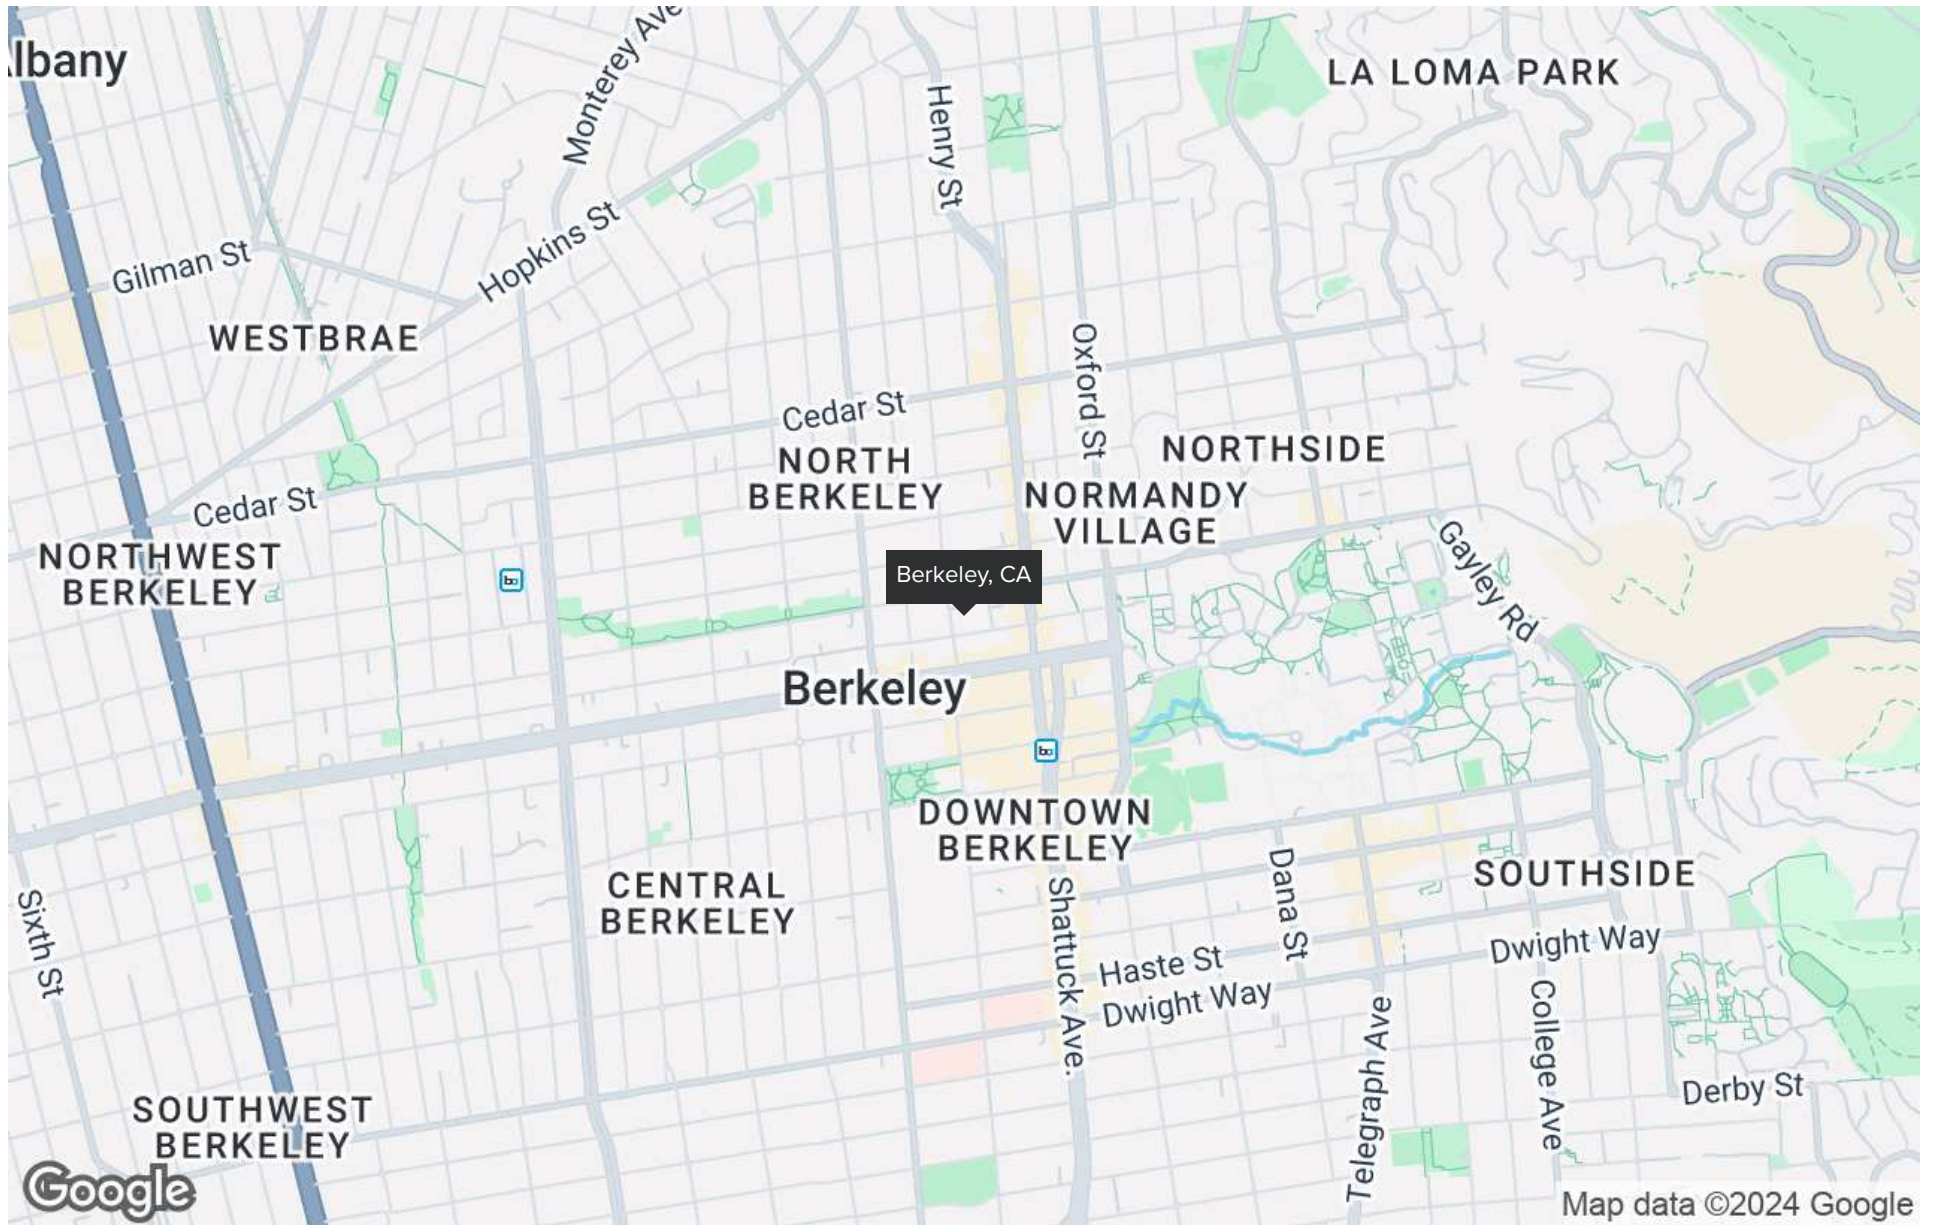 lbany
Monterey Ave
Henry St
LA LOMA PARK
Gilman St
Hopkins St
WESTBRAE
Cedar St
Oxford St
NORTH
BERKELEY
NORTHSIDE
NORMANDY
VILLAGE
Cedar St
NORTHWEST
BERKELEY
Gayley Rd
Berkeley, CA
ba
Berkeley
ba
DOWNTOWN
BERKELEY
CENTRAL
BERKELEY
SOUTHSIDE
Sixth St
Shattuck Ave.
Dana St
Haste St
Dwight Way
Dwight Way
Telegraph Ave
College Ave
Derby St
SOUTHWEST
BERKELEY
Google
Map data ©2024 Google